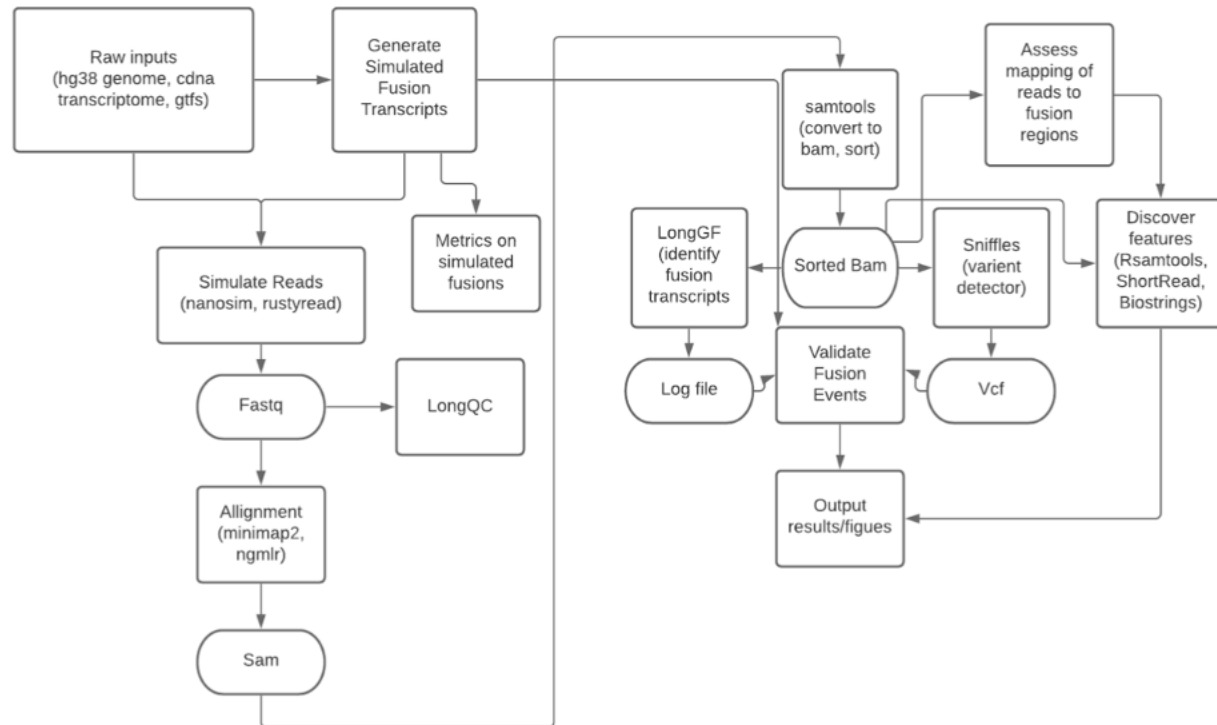 Raw inputs
(hg38 genome, cdna
transcriptome, gtfs)
Generate
Simulated
Fusion
Transcripts
Metrics on
simulated
fusions
Simulate Reads
(nanosim, rustyread)
Fastq
LongQC
Allignment
(minimap2,
ngmlr)
Sam
samtools
(convert to
bam, sort)
Sorted Bam
LongGF
(identify
fusion
transcripts)
Log file
Sniffles
(varient
detector)
Vcf
Validate
Fusion
Events
Assess
mapping of
reads to
fusion
regions
Discover
features
(Rsamtools,
ShortRead,
Biostrings)
Output
results/figues